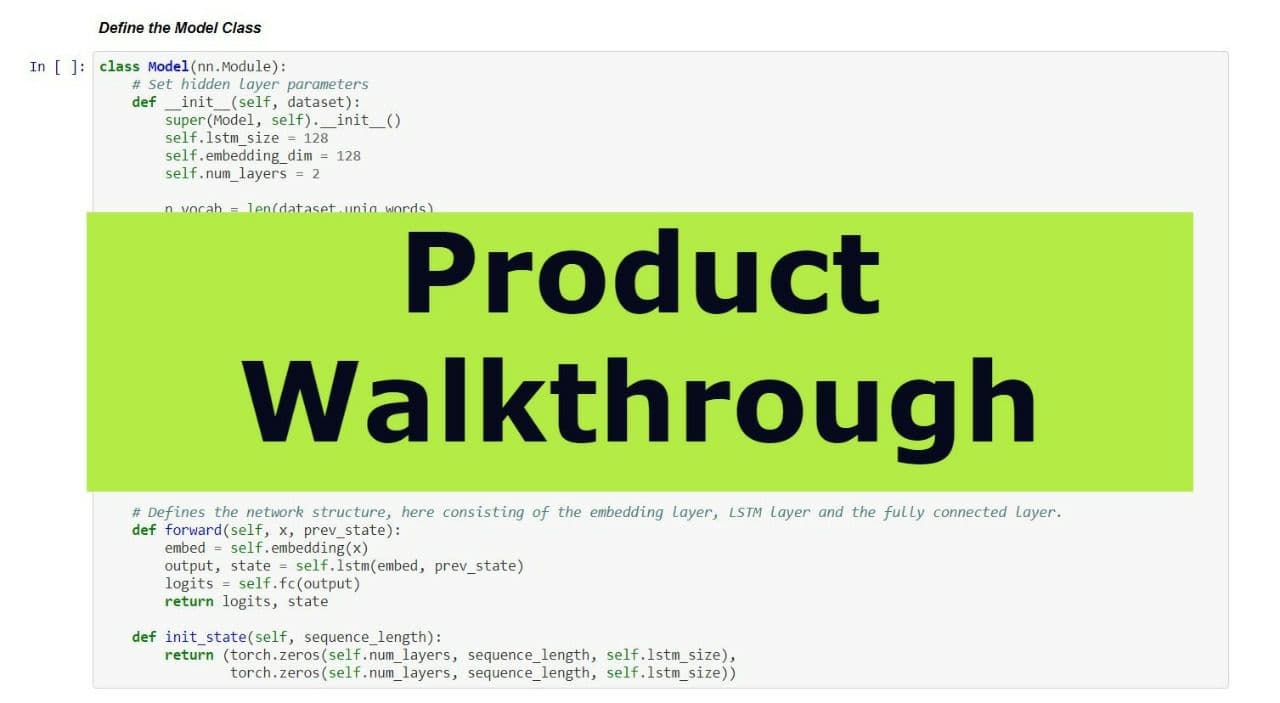 Define the Model Class
In [ ]: class Model(nn.Module):
# Set hidden layer parameters
def __init__(self, dataset):
super(Model, self).__init__()
self.lstm_size = 128
self.embedding_dim = 128
self.num_layers = 2
n_vocab = len(dataset.uniq_words)
Product
Walkthrough
# Defines the network structure, here consisting of the embedding layer, LSTM layer and the fully connected layer.
def forward(self, x, prev_state):
embed = self.embedding(x)
output, state = self.lstm(embed, prev_state)
logits = self.fc(output)
return logits, state
def init_state(self, sequence_length):
return (torch.zeros(self.num_layers, sequence_length, self.lstm_size),
torch.zeros(self.num_layers, sequence_length, self.lstm_size))